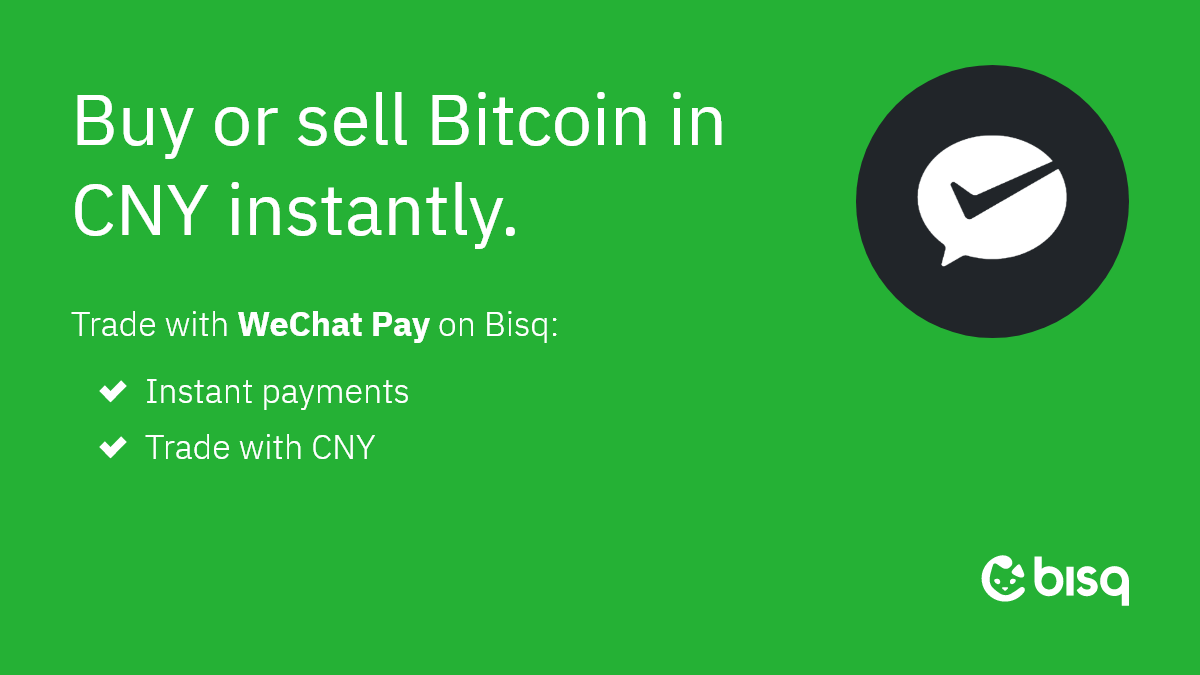 Buy or sell Bitcoin in
CNY instantly.
Trade with WeChat Pay on Bisq:
Instant payments
Trade with CNY
bisq